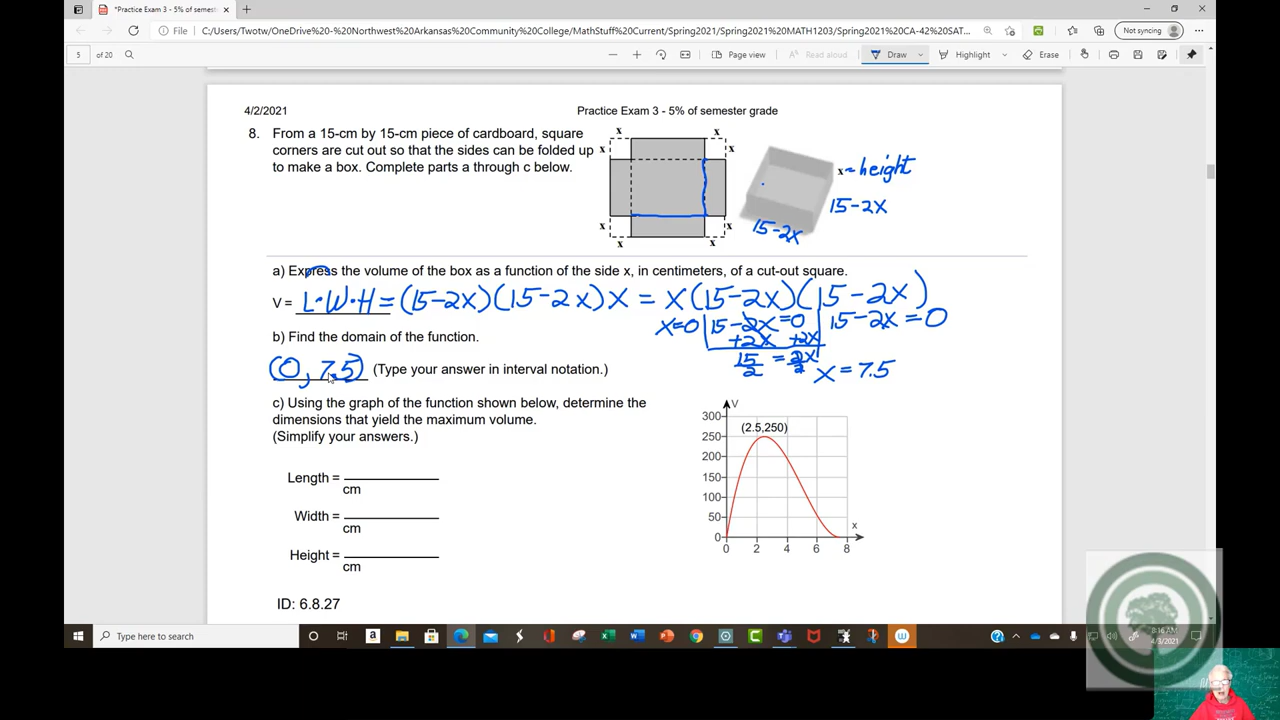 *Practice Exam 3 - 5% of semest
File
C:/Users/Twotw/OneDrive%20-%20Northwest%20Arkansas%20Community%20College/MathStuff%20Current/Spring2021/Spring2021%20MATH1203/Spring2021%20CA-42%20SAT...
Not syncing
5 of 20
Page view
Read aloud
Draw
Highlight
Erase
4/2/2021
Practice Exam 3 - 5% of semester grade
8. From a 15-cm by 15-cm piece of cardboard, square
corners are cut out so that the sides can be folded up
to make a box. Complete parts a through c below.
x x
x x
x x
x x
x = height
15-2x
15-2x
a) Express the volume of the box as a function of the side x, in centimeters, of a cut-out square.
V = L·W·H = (15-2x)(15-2x)x = x(15-2x)(15-2x)
x=0 15-2x=0 15-2x=0
+2x +2x
b) Find the domain of the function.
15/2 = 2x/2 x = 7.5
(0, 7.5) (Type your answer in interval notation.)
c) Using the graph of the function shown below, determine the
dimensions that yield the maximum volume.
(Simplify your answers.)
Length =
cm
Width =
cm
Height =
cm
V
300
250
200
150
100
50
0
(2.5,250)
x
0 2 4 6 8
ID: 6.8.27
Type here to search
8:16 AM
4/3/2021